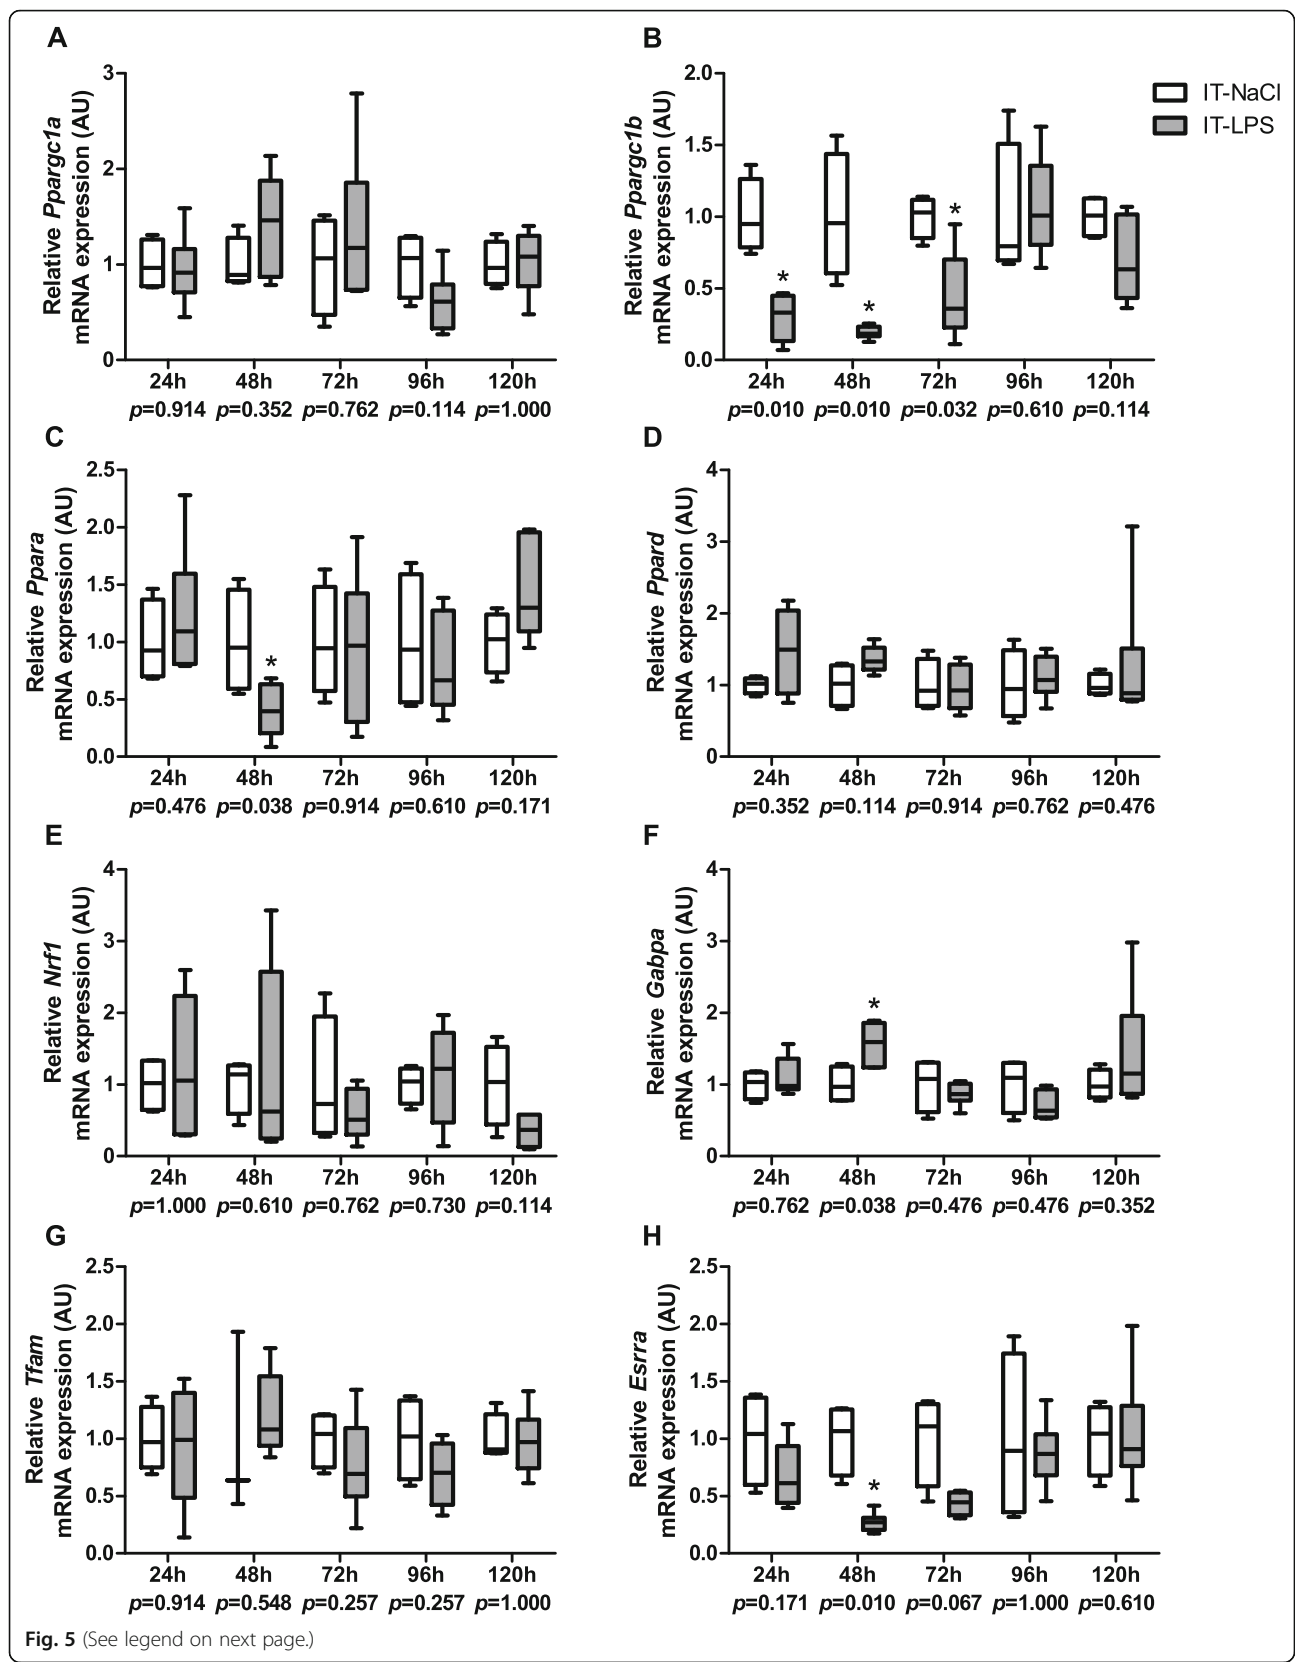 A
Relative Ppargc1a
mRNA expression (AU)
3
2
1
0
24h 48h 72h 96h 120h
p=0.914 p=0.352 p=0.762 p=0.114 p=1.000
B
Relative Ppargc1b
mRNA expression (AU)
2.0
1.5
1.0
0.5
0.0
* * *
24h 48h 72h 96h 120h
p=0.010 p=0.010 p=0.032 p=0.610 p=0.114
IT-NaCl
IT-LPS
C
Relative Ppara
mRNA expression (AU)
2.5
2.0
1.5
1.0
0.5
0.0
*
24h 48h 72h 96h 120h
p=0.476 p=0.038 p=0.914 p=0.610 p=0.171
D
Relative Ppard
mRNA expression (AU)
4
3
2
1
0
24h 48h 72h 96h 120h
p=0.352 p=0.114 p=0.914 p=0.762 p=0.476
E
Relative Nrf1
mRNA expression (AU)
4
3
2
1
0
24h 48h 72h 96h 120h
p=1.000 p=0.610 p=0.762 p=0.730 p=0.114
F
Relative Gabpa
mRNA expression (AU)
4
3
2
1
0
*
24h 48h 72h 96h 120h
p=0.762 p=0.038 p=0.476 p=0.476 p=0.352
G
Relative Tfam
mRNA expression (AU)
2.5
2.0
1.5
1.0
0.5
0.0
24h 48h 72h 96h 120h
p=0.914 p=0.548 p=0.257 p=0.257 p=1.000
H
Relative Esrra
mRNA expression (AU)
2.5
2.0
1.5
1.0
0.5
0.0
*
24h 48h 72h 96h 120h
p=0.171 p=0.010 p=0.067 p=1.000 p=0.610
Fig. 5 (See legend on next page.)